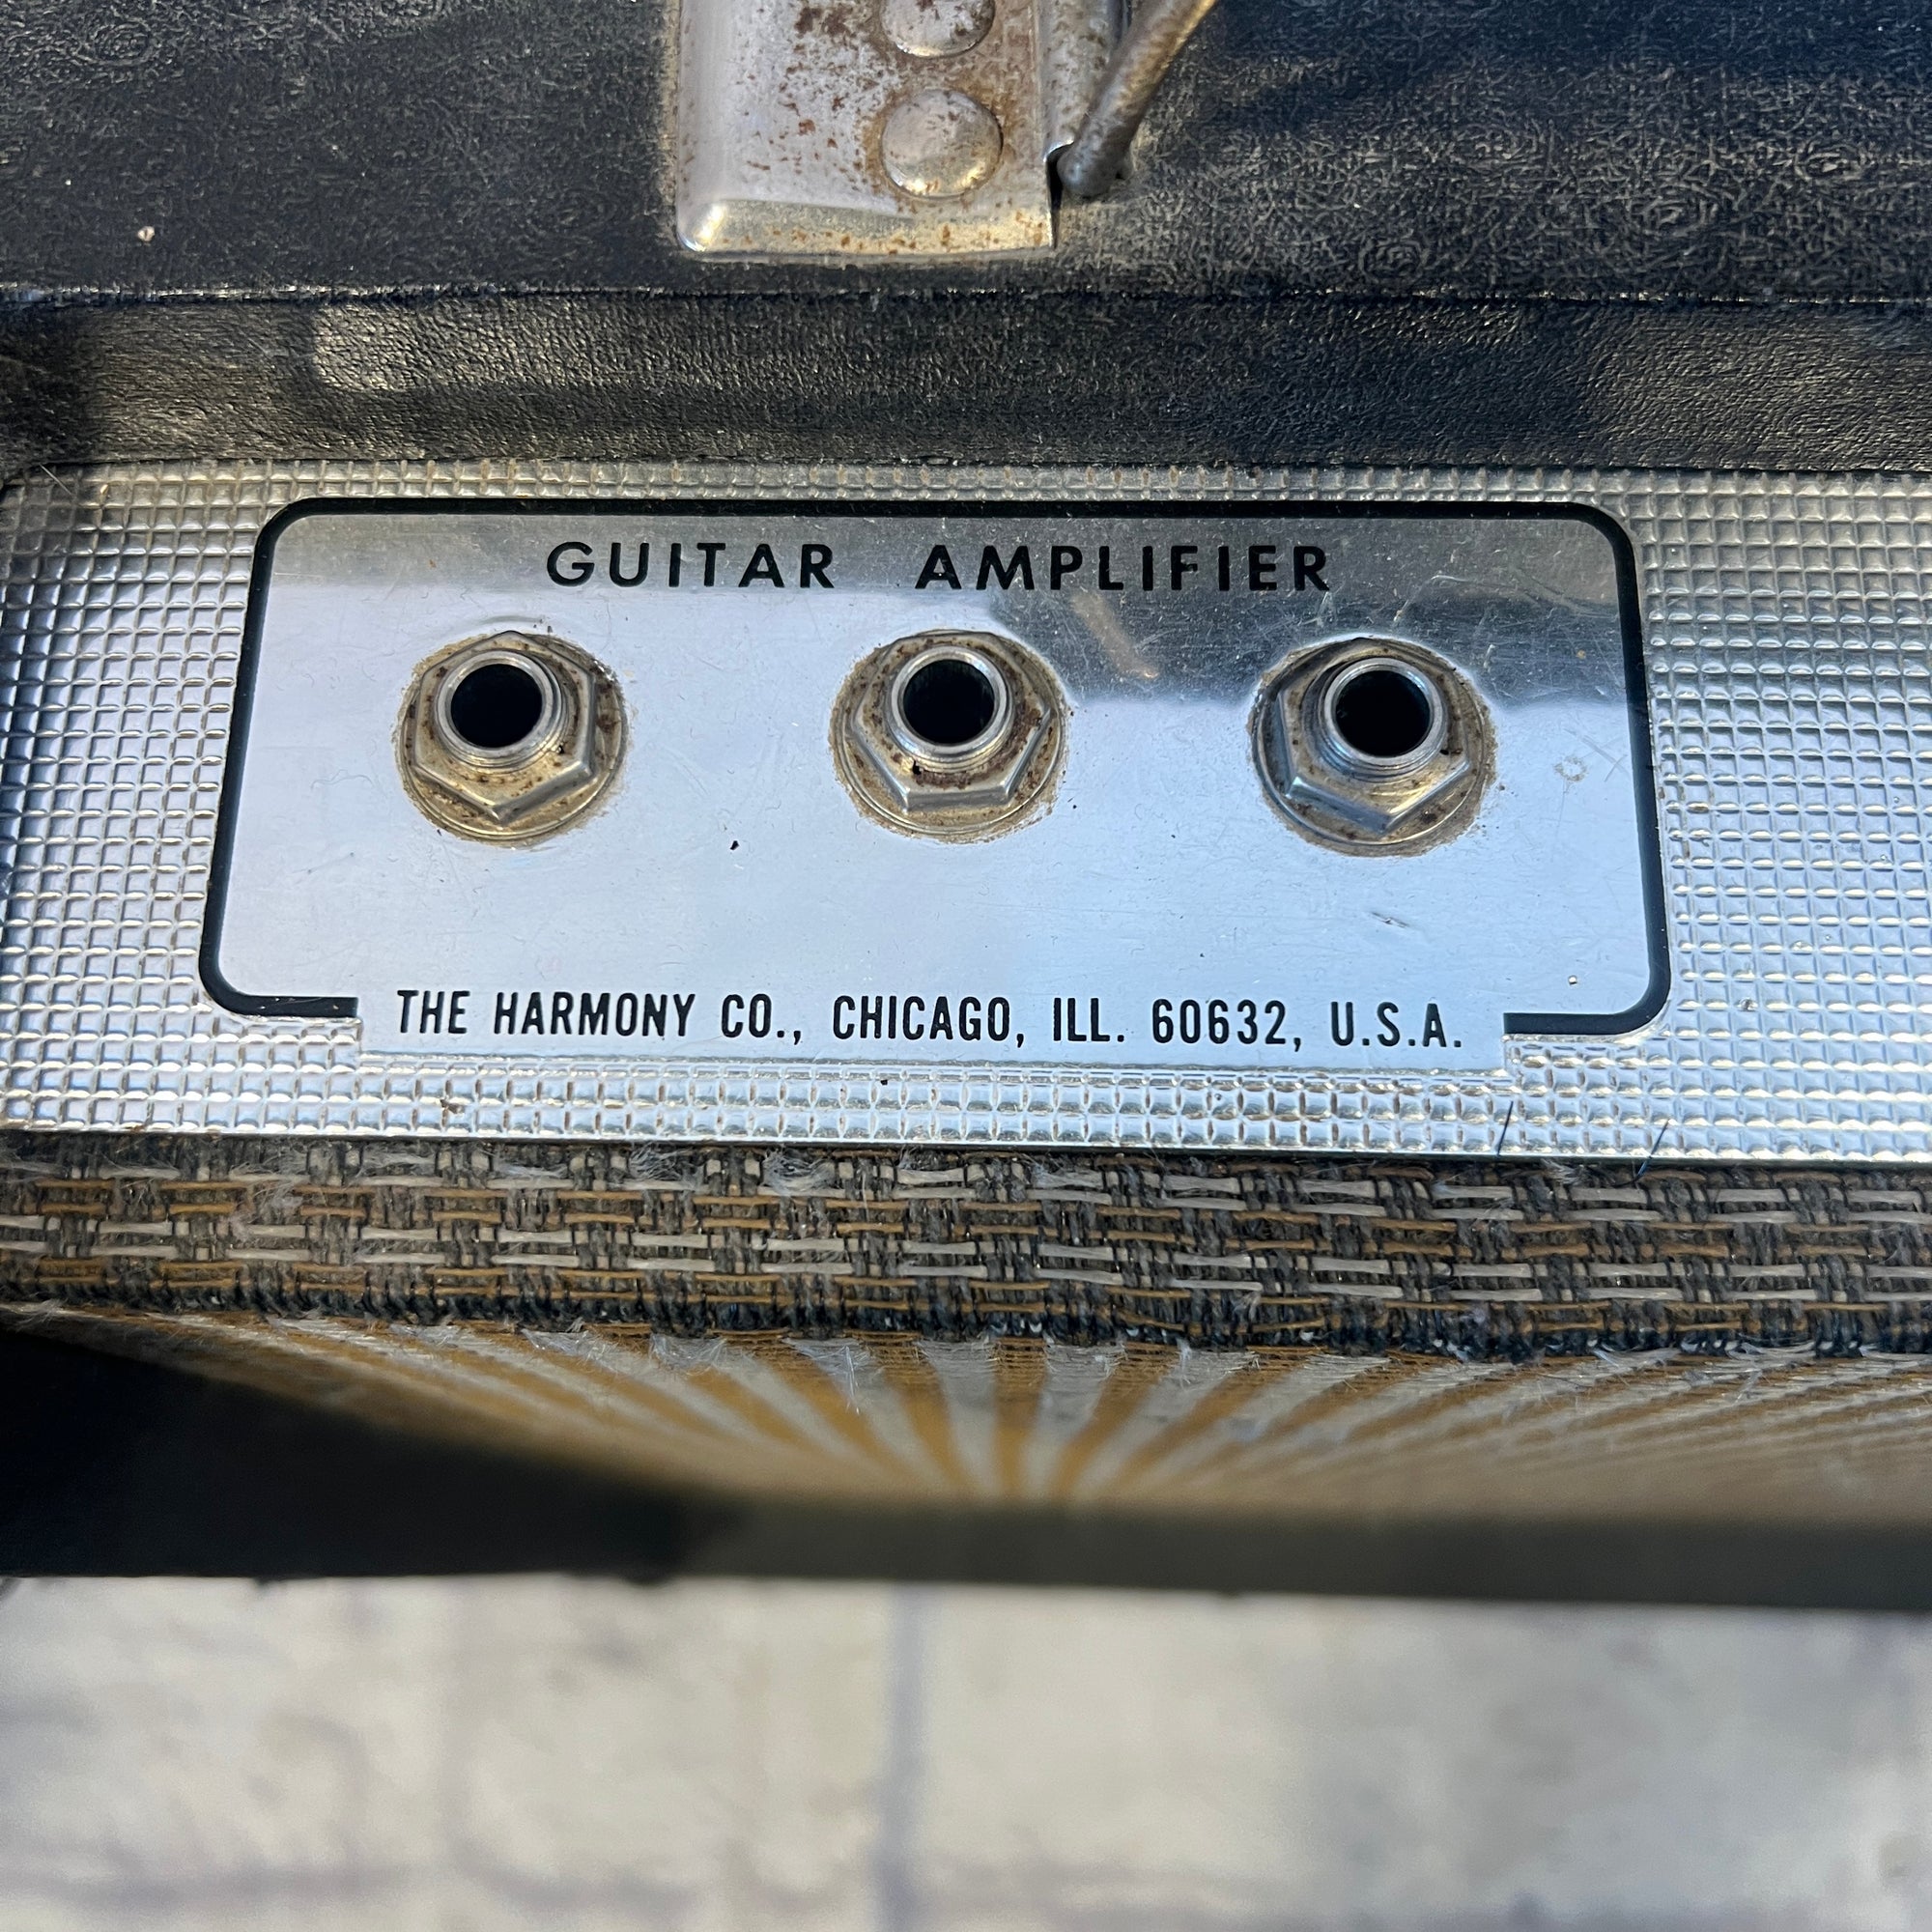 GUITAR AMPLIFIER
THE HARMONY CO., CHICAGO, ILL. 60632, U.S.A.